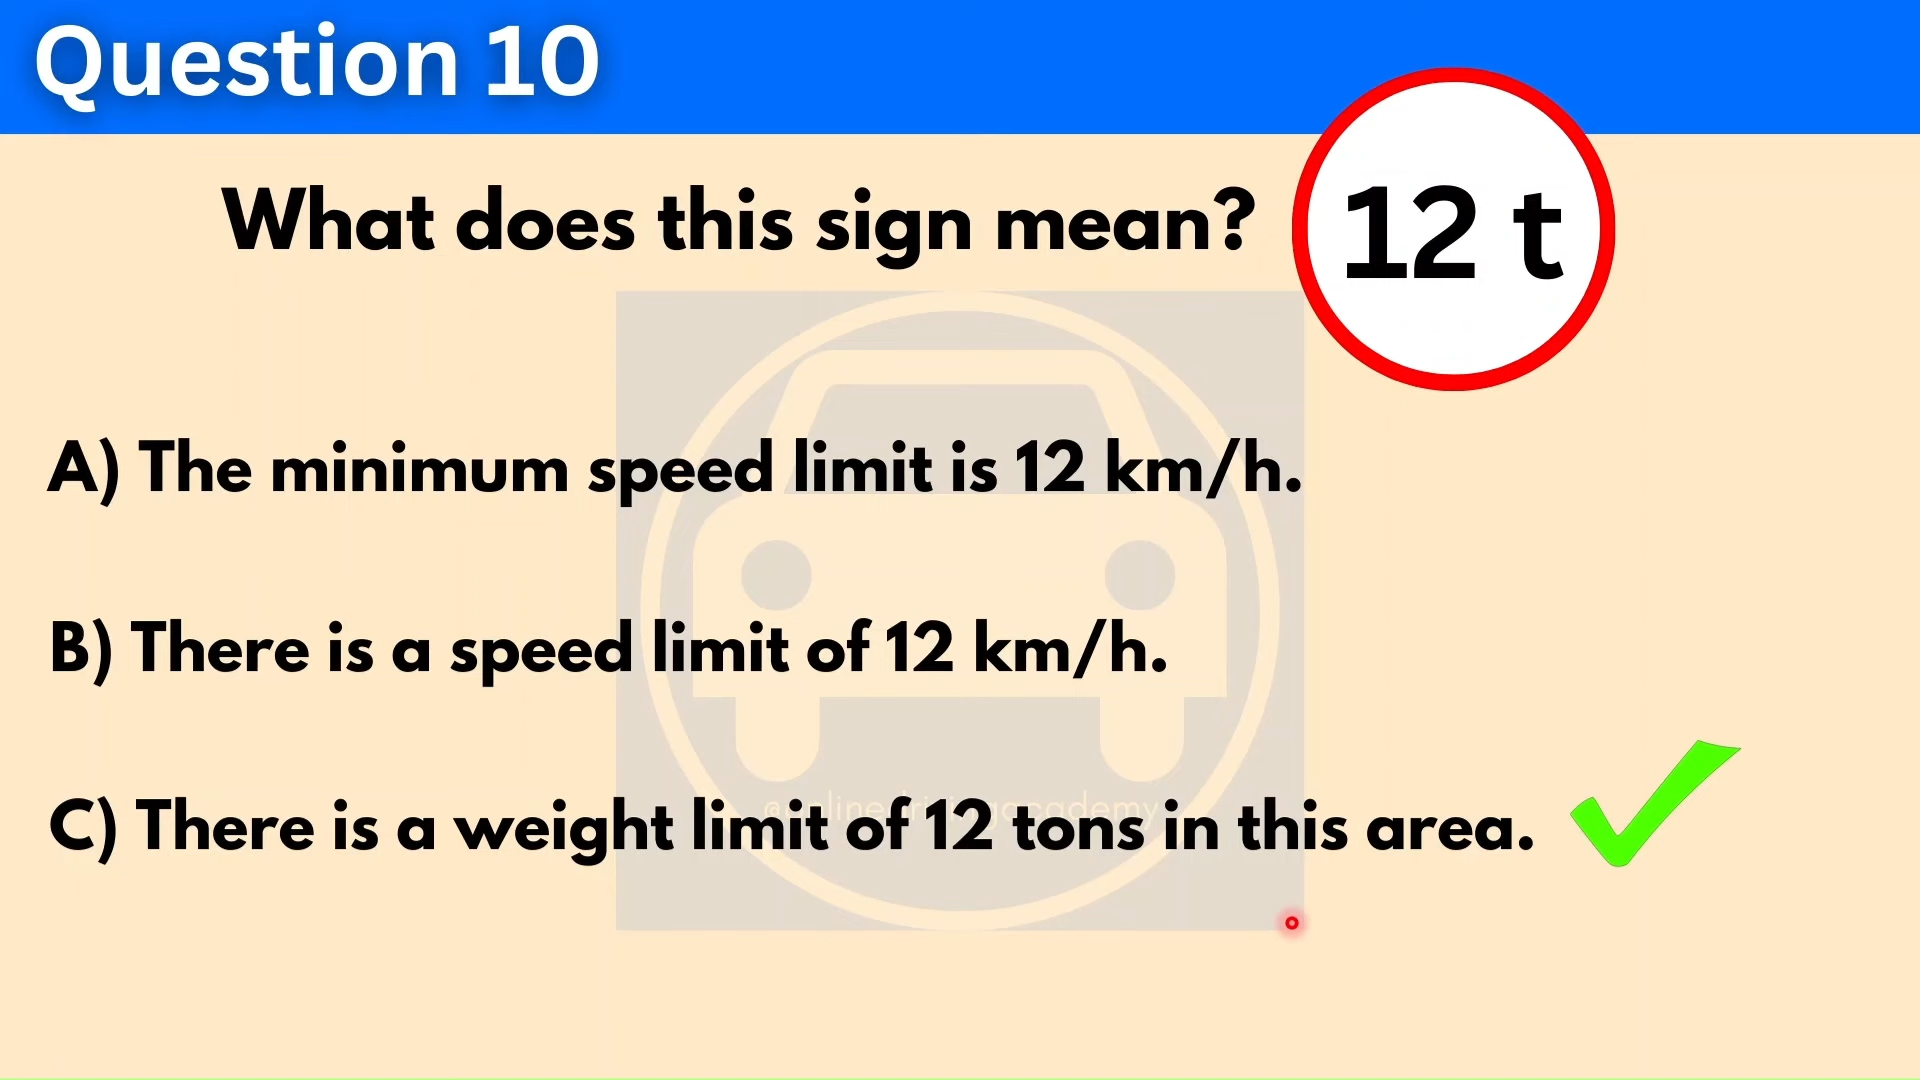 Question 10
What does this sign mean?
12 t
A) The minimum speed limit is 12 km/h.
B) There is a speed limit of 12 km/h.
C) There is a weight limit of 12 tons in this area.